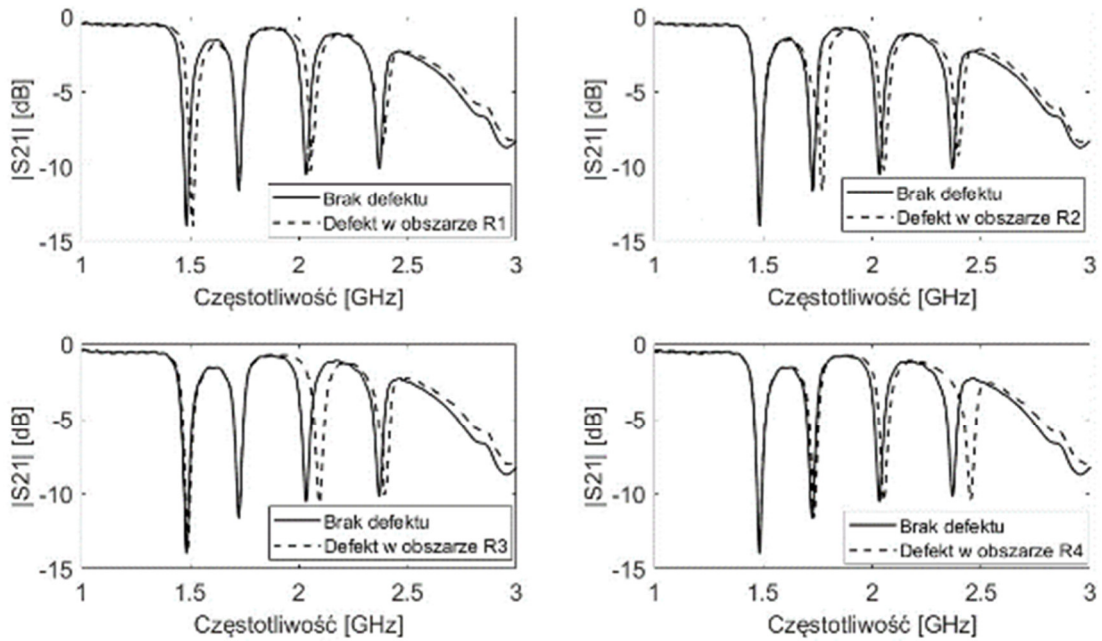 0
-5
-10
-15
|S21| [dB]
Brak defektu
Defekt w obszarze R1
1 1.5 2 2.5 3
Częstotliwość [GHz]
0
-5
-10
-15
|S21| [dB]
Brak defektu
Defekt w obszarze R2
1 1.5 2 2.5 3
Częstotliwość [GHz]
0
-5
-10
-15
|S21| [dB]
Brak defektu
Defekt w obszarze R3
1 1.5 2 2.5 3
Częstotliwość [GHz]
0
-5
-10
-15
|S21| [dB]
Brak defektu
Defekt w obszarze R4
1 1.5 2 2.5 3
Częstotliwość [GHz]